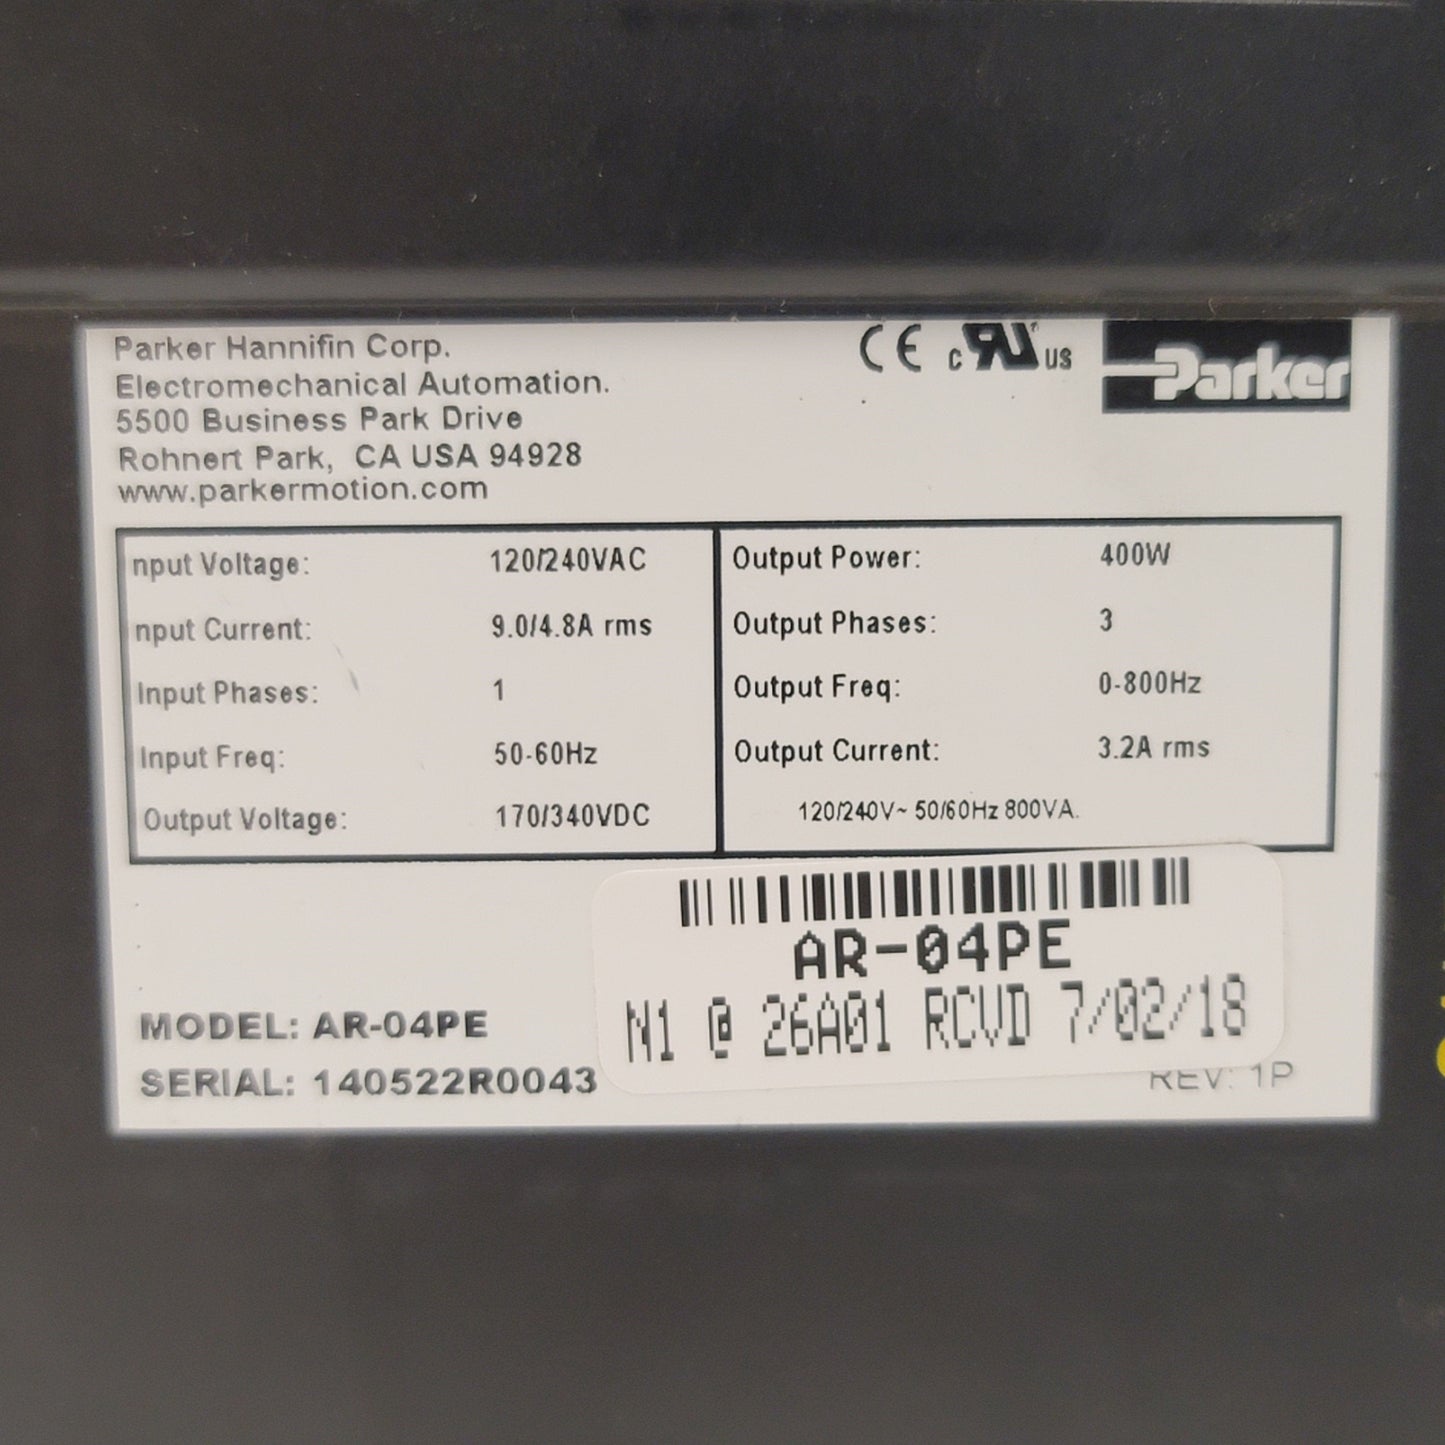 Parker Hannifin Corp.
Electromechanical Automation.
5500 Business Park Drive
Rohnert Park, CA USA 94928
www.parkermotion.com
CE c RU US
Parker
nput Voltage: 120/240VAC
nput Current: 9.0/4.8A rms
Input Phases: 1
Input Freq: 50-60Hz
Output Voltage: 170/340VDC
Output Power: 400W
Output Phases: 3
Output Freq: 0-800Hz
Output Current: 3.2A rms
120/240V~ 50/60Hz 800VA.
AR-04PE
N1 @ 26A01 RCVD 7/02/18
MODEL: AR-04PE
SERIAL: 140522R0043
REV: 1P